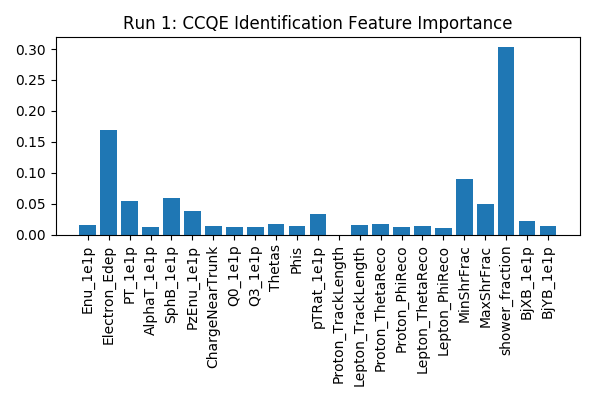 Run 1: CCQE Identification Feature Importance
0.30
0.25
0.20
0.15
0.10
0.05
0.00
Enu_1e1p
Electron_Edep
PT_1e1p
AlphaT_1e1p
SphB_1e1p
PzEnu_1e1p
ChargeNearTrunk
Q0_1e1p
Q3_1e1p
Thetas
Phis
pTRat_1e1p
Proton_TrackLength
Lepton_TrackLength
Proton_ThetaReco
Proton_PhiReco
Lepton_ThetaReco
Lepton_PhiReco
MinShrFrac
MaxShrFrac
shower_fraction
BjXB_1e1p
BjYB_1e1p